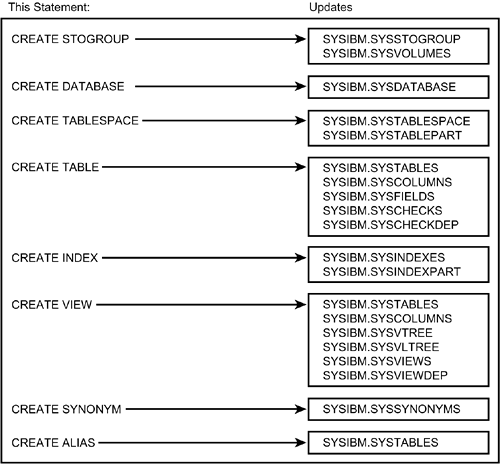 This Statement: Updates
CREATE STOGROUP SYSIBM.SYSSTOGROUP
SYSIBM.SYSVOLUMES
CREATE DATABASE SYSIBM.SYSDATABASE
CREATE TABLESPACE SYSIBM.SYSTABLESPACE
SYSIBM.SYSTABLEPART
CREATE TABLE SYSIBM.SYSTABLES
SYSIBM.SYSCOLUMNS
SYSIBM.SYSFIELDS
SYSIBM.SYSCHECKS
SYSIBM.SYSCHECKDEP
CREATE INDEX SYSIBM.SYSINDEXES
SYSIBM.SYSINDEXPART
CREATE VIEW SYSIBM.SYSTABLES
SYSIBM.SYSCOLUMNS
SYSIBM.SYSVTREE
SYSIBM.SYSVLTREE
SYSIBM.SYSVIEWS
SYSIBM.SYSVIEWDEP
CREATE SYNONYM SYSIBM.SYSSYNONYMS
CREATE ALIAS SYSIBM.SYSTABLES